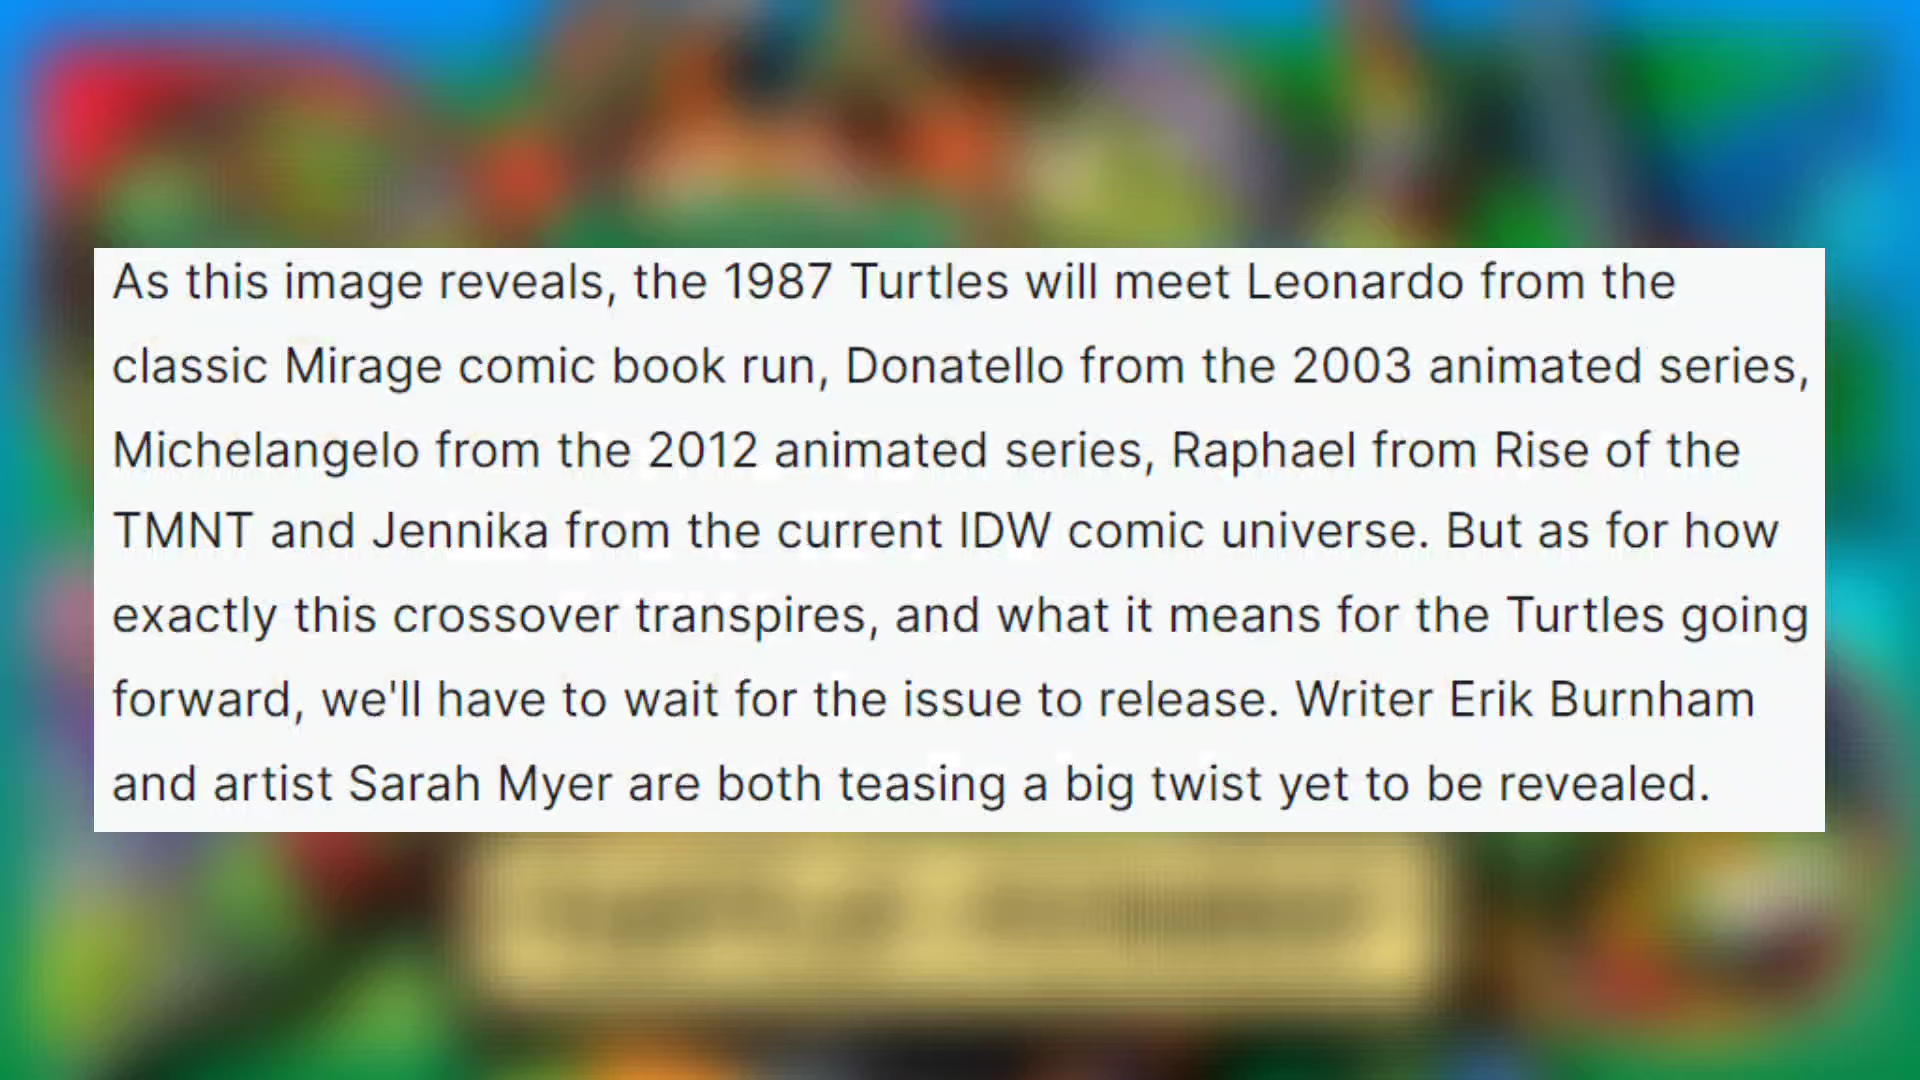 As this image reveals, the 1987 Turtles will meet Leonardo from the
classic Mirage comic book run, Donatello from the 2003 animated series,
Michelangelo from the 2012 animated series, Raphael from Rise of the
TMNT and Jennika from the current IDW comic universe. But as for how
exactly this crossover transpires, and what it means for the Turtles going
forward, we'll have to wait for the issue to release. Writer Erik Burnham
and artist Sarah Myer are both teasing a big twist yet to be revealed.